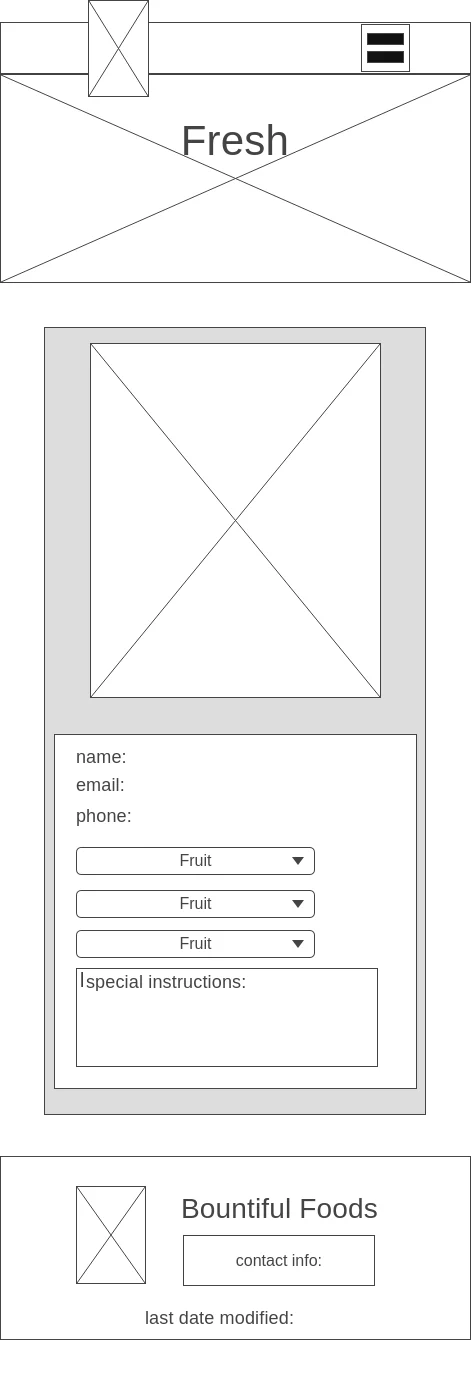 Fresh
name:
email:
phone:
Fruit
Fruit
Fruit
special instructions:
Bountiful Foods
contact info:
last date modified: